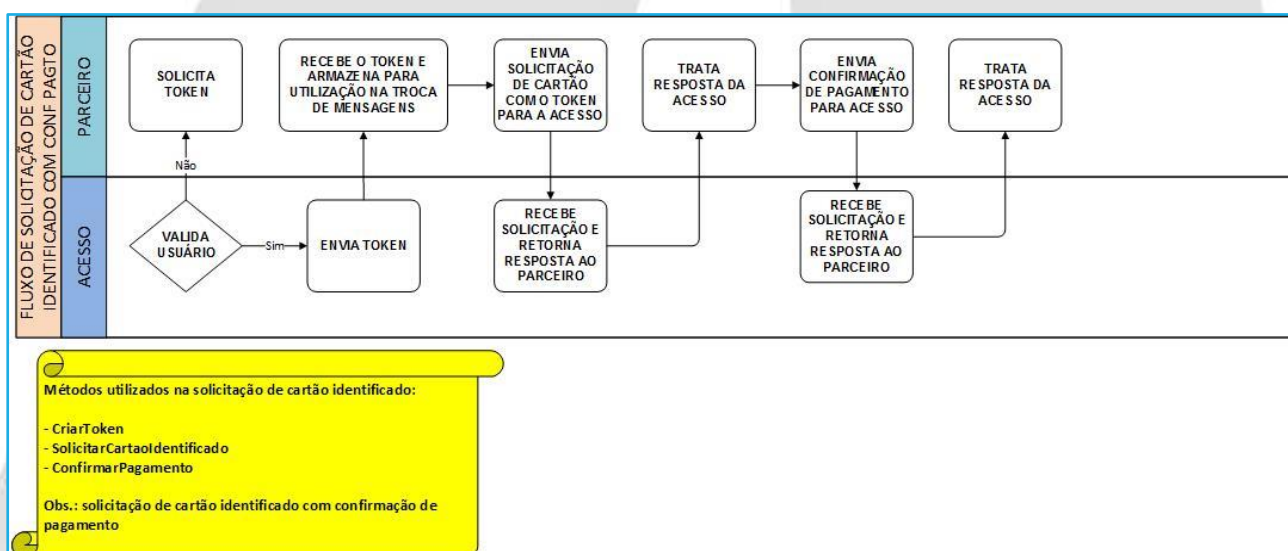 FLUXO DE SOLICITAÇÃO DE CARTÃO
IDENTIFICADO COM CONF PAGTO
PARCEIRO
SOLICITA
TOKEN
RECEBE O TOKEN E
ARMAZENA PARA
UTILIZAÇÃO NA TROCA
DE MENSAGENS
ENVIA
SOLICITAÇÃO
DE CARTÃO
COM O TOKEN
PARA A ACESSO
TRATA
RESPOSTA DA
ACESSO
ENVIA
CONFIRMAÇÃO
DE PAGAMENTO
PARA ACESSO
TRATA
RESPOSTA DA
ACESSO
Não
ACESSO
VALIDA
USUÁRIO
Sim
ENVIA TOKEN
RECEBE
SOLICITAÇÃO E
RETORNA
RESPOSTA AO
PARCEIRO
RECEBE
SOLICITAÇÃO E
RETORNA
RESPOSTA AO
PARCEIRO
Métodos utilizados na solicitação de cartão identificado:
- CriarToken
- SolicitarCartaoIdentificado
- ConfirmarPagamento
Obs.: solicitação de cartão identificado com confirmação de
pagamento